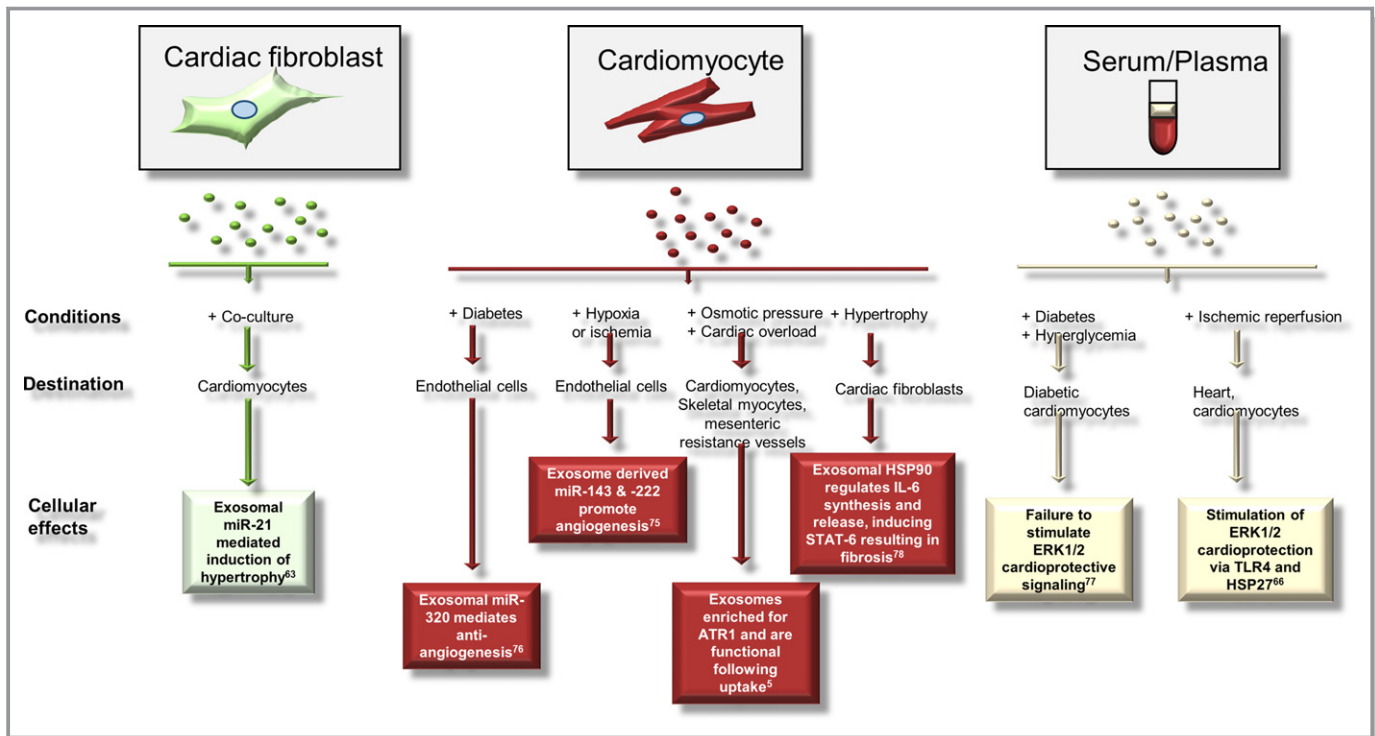 Cardiac fibroblast
Cardiomyocyte
Serum/Plasma
Conditions
+ Co-culture
+ Diabetes
+ Hypoxia
or ischemia
+ Osmotic pressure
+ Cardiac overload
+ Hypertrophy
+ Diabetes
+ Hyperglycemia
+ Ischemic reperfusion
Destination
Cardiomyocytes
Endothelial cells
Endothelial cells
Cardiomyocytes,
Skeletal myocytes,
mesenteric
resistance vessels
Cardiac fibroblasts
Diabetic
cardiomyocytes
Heart,
cardiomyocytes
Cellular
effects
Exosomal
miR-21
mediated
induction of
hypertrophy63
Exosomal miR-
320 mediates
anti-
angiogenesis76
Exosome derived
miR-143 & -222
promote
angiogenesis75
Exosomes
enriched for
ATR1 and are
functional
following
uptake5
Exosomal HSP90
regulates IL-6
synthesis and
release, inducing
STAT-6 resulting in
fibrosis78
Failure to
stimulate
ERK1/2
cardioprotective
signaling77
Stimulation of
ERK1/2
cardioprotection
via TLR4 and
HSP2766